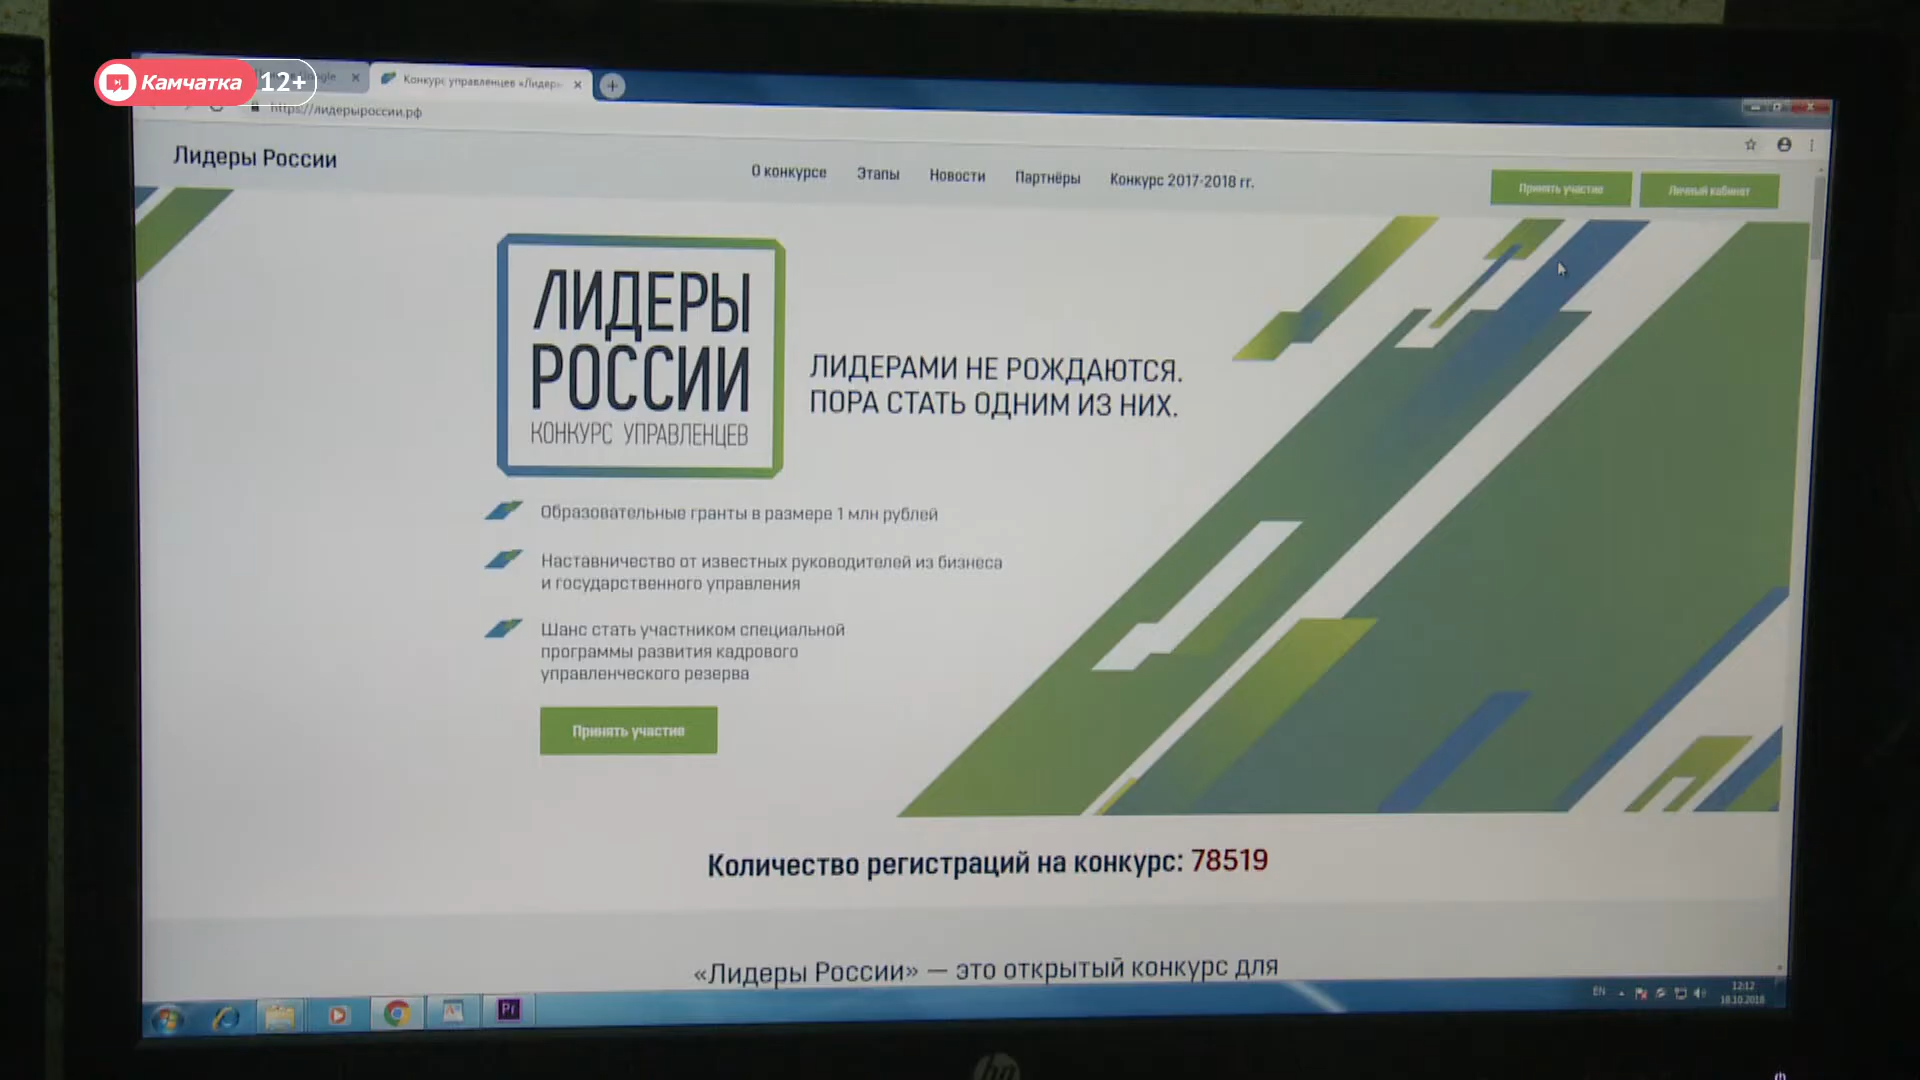 Камчатка 12+
Конкурс управленцев «Лидер
https://лидерыроссии.рф
Лидеры России
О конкурсе Этапы Новости Партнёры Конкурс 2017-2018 гг.
Принять участие Личный кабинет
ЛИДЕРЫ
РОССИИ
КОНКУРС УПРАВЛЕНЦЕВ
ЛИДЕРАМИ НЕ РОЖДАЮТСЯ.
ПОРА СТАТЬ ОДНИМ ИЗ НИХ.
Образовательные гранты в размере 1 млн рублей
Наставничество от известных руководителей из бизнеса
и государственного управления
Шанс стать участником специальной
программы развития кадрового
управленческого резерва
Принять участие
Количество регистраций на конкурс: 78519
«Лидеры России» — это открытый конкурс для
Pr
EN
12:12
18.10.2018
hp